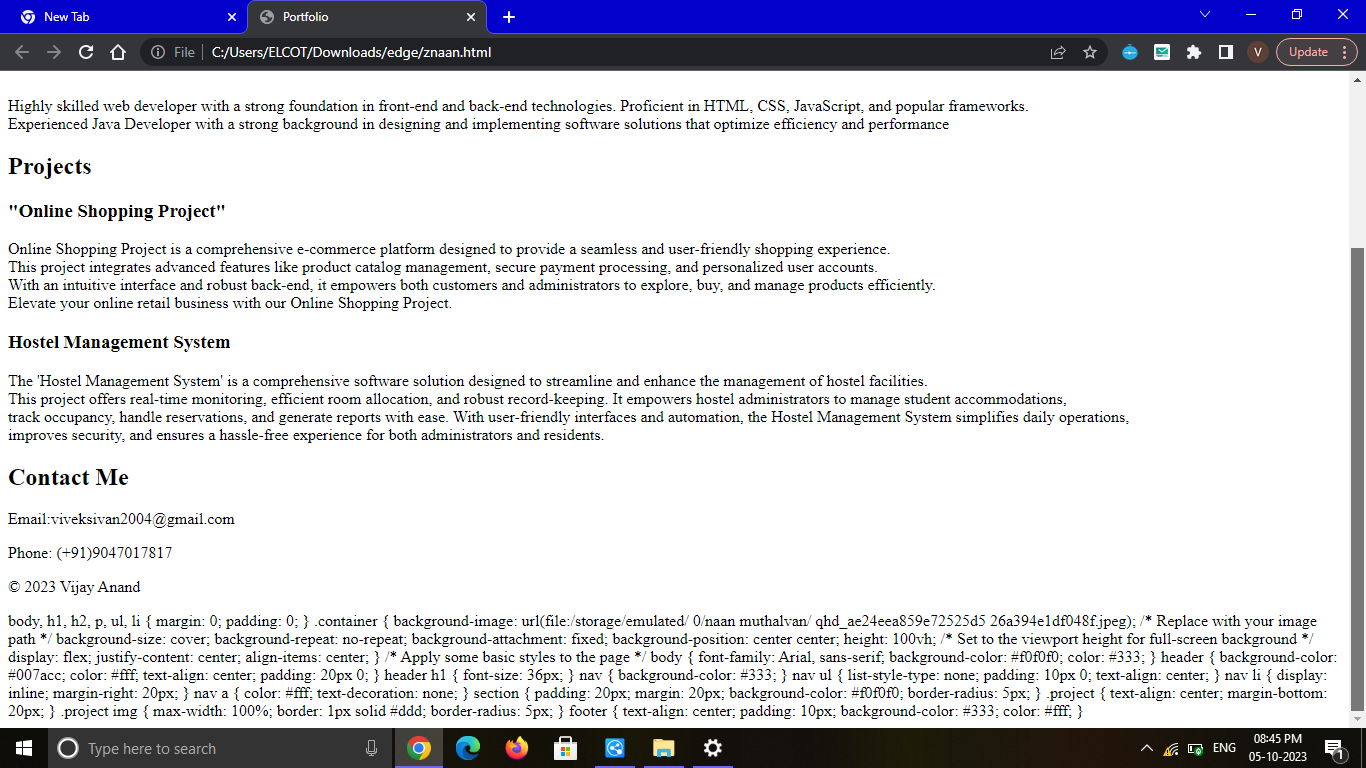 New Tab
Portfolio
File
C:/Users/ELCOT/Downloads/edge/znaan.html
V
Update
Highly skilled web developer with a strong foundation in front-end and back-end technologies. Proficient in HTML, CSS, JavaScript, and popular frameworks.
Experienced Java Developer with a strong background in designing and implementing software solutions that optimize efficiency and performance
Projects
"Online Shopping Project"
Online Shopping Project is a comprehensive e-commerce platform designed to provide a seamless and user-friendly shopping experience.
This project integrates advanced features like product catalog management, secure payment processing, and personalized user accounts.
With an intuitive interface and robust back-end, it empowers both customers and administrators to explore, buy, and manage products efficiently.
Elevate your online retail business with our Online Shopping Project.
Hostel Management System
The 'Hostel Management System' is a comprehensive software solution designed to streamline and enhance the management of hostel facilities.
This project offers real-time monitoring, efficient room allocation, and robust record-keeping. It empowers hostel administrators to manage student accommodations,
track occupancy, handle reservations, and generate reports with ease. With user-friendly interfaces and automation, the Hostel Management System simplifies daily operations,
improves security, and ensures a hassle-free experience for both administrators and residents.
Contact Me
Email:viveksivan2004@gmail.com
Phone: (+91)9047017817
© 2023 Vijay Anand
body, h1, h2, p, ul, li { margin: 0; padding: 0; } .container { background-image: url(file:/storage/emulated/ 0/naan muthalvan/ qhd_ae24eea859e72525d5 26a394e1df048f.jpeg); /* Replace with your image
path */ background-size: cover; background-repeat: no-repeat; background-attachment: fixed; background-position: center center; height: 100vh; /* Set to the viewport height for full-screen background */
display: flex; justify-content: center; align-items: center; } /* Apply some basic styles to the page */ body { font-family: Arial, sans-serif; background-color: #f0f0f0; color: #333; } header { background-color:
#007acc; color: #fff; text-align: center; padding: 20px 0; } header h1 { font-size: 36px; } nav { background-color: #333; } nav ul { list-style-type: none; padding: 10px 0; text-align: center; } nav li { display:
inline; margin-right: 20px; } nav a { color: #fff; text-decoration: none; } section { padding: 20px; margin: 20px; background-color: #f0f0f0; border-radius: 5px; } .project { text-align: center; margin-bottom:
20px; } .project img { max-width: 100%; border: 1px solid #ddd; border-radius: 5px; } footer { text-align: center; padding: 10px; background-color: #333; color: #fff; }
Type here to search
ENG
08:45 PM
05-10-2023
1